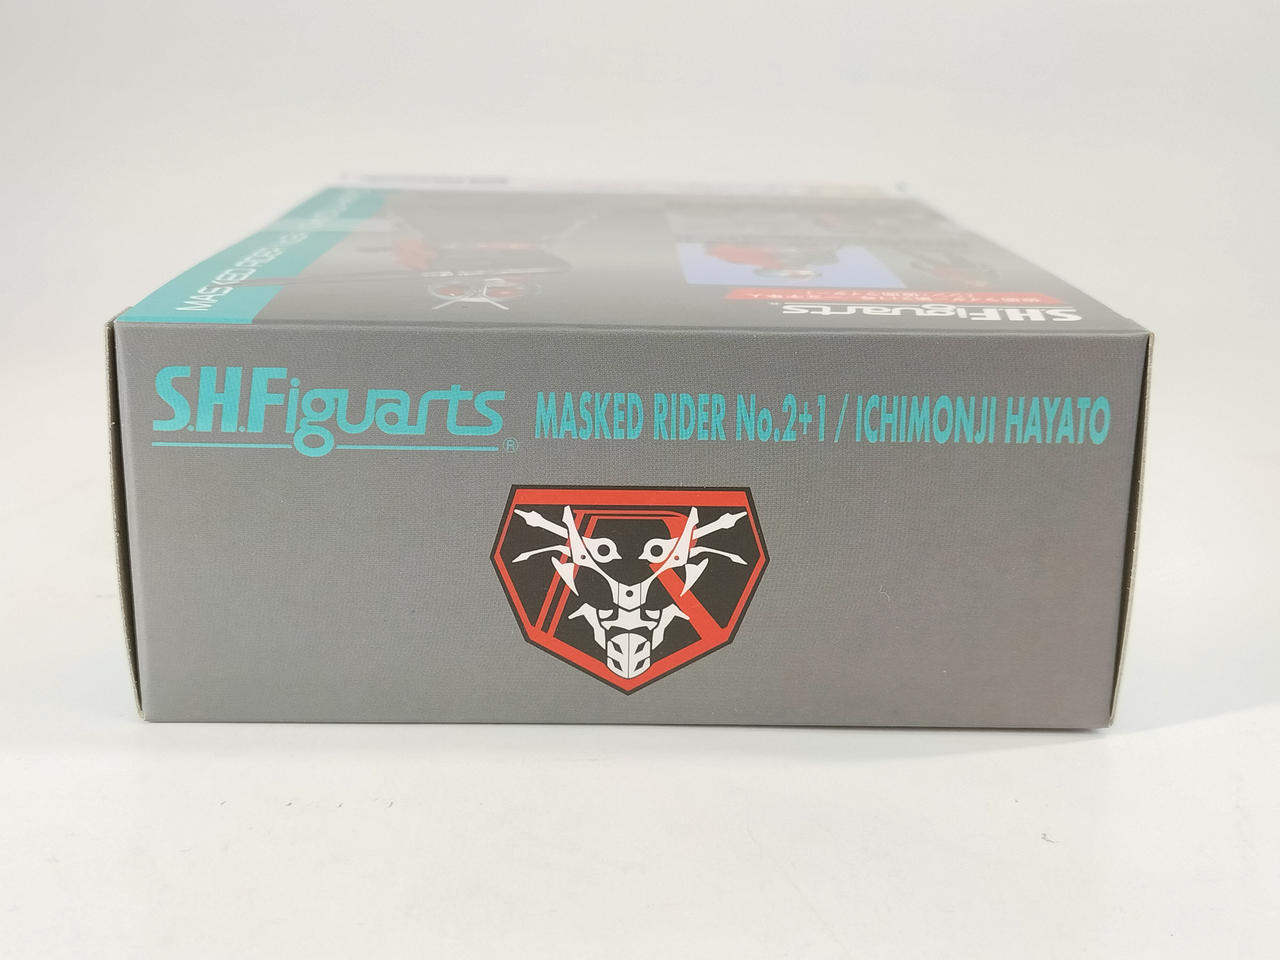 S.H.Figuarts
S.H.Figuarts® MASKED RIDER No.2+1 / ICHIMONJI HAYATO